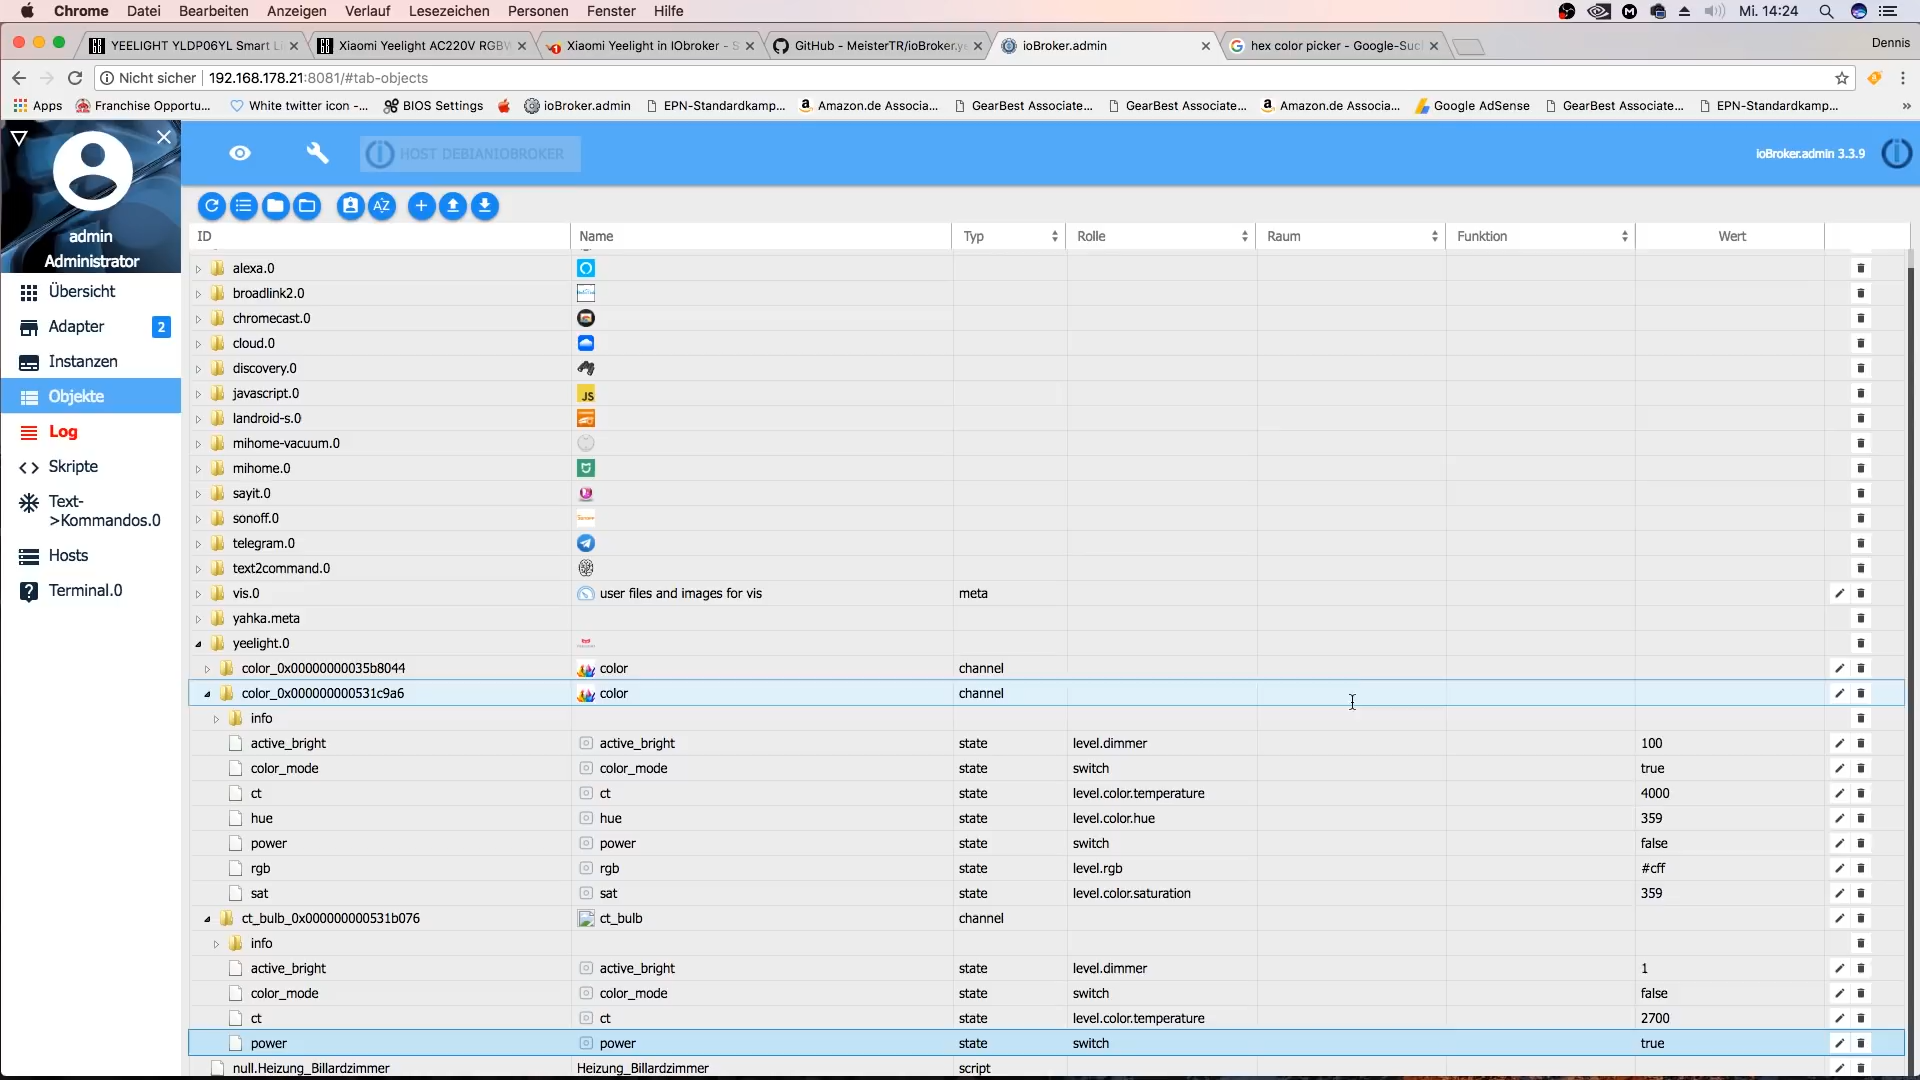 Chrome Datei Bearbeiten Anzeigen Verlauf Lesezeichen Personen Fenster Hilfe Mi. 14:24
YEELIGHT YLDP06YL Smart Li Xiaomi Yeelight AC220V RGBW Xiaomi Yeelight in IObroker - S GitHub - MeisterTR/ioBroker.ye ioBroker.admin hex color picker - Google-Suc Dennis
Nicht sicher 192.168.178.21:8081/#tab-objects
Apps Franchise Opportu... White twitter icon -... BIOS Settings ioBroker.admin EPN-Standardkamp... Amazon.de Associa... GearBest Associate... GearBest Associate... Amazon.de Associa... Google AdSense GearBest Associate... EPN-Standardkamp... »
HOST DEBIANIOBROKER ioBroker.admin 3.3.9
admin
Administrator
Übersicht
Adapter 2
Instanzen
Objekte
Log
Skripte
Text-
>Kommandos.0
Hosts
Terminal.0
ID Name Typ Rolle Raum Funktion Wert
alexa.0
broadlink2.0
chromecast.0
cloud.0
discovery.0
javascript.0 JS
landroid-s.0
mihome-vacuum.0
mihome.0
sayit.0
sonoff.0
telegram.0
text2command.0
vis.0 user files and images for vis meta
yahka.meta
yeelight.0
color_0x00000000035b8044 color channel
color_0x000000000531c9a6 color channel
info
active_bright active_bright state level.dimmer 100
color_mode color_mode state switch true
ct ct state level.color.temperature 4000
hue hue state level.color.hue 359
power power state switch false
rgb rgb state level.rgb #cff
sat sat state level.color.saturation 359
ct_bulb_0x000000000531b076 ct_bulb channel
info
active_bright active_bright state level.dimmer 1
color_mode color_mode state switch false
ct ct state level.color.temperature 2700
power power state switch true
null.Heizung_Billardzimmer Heizung_Billardzimmer script